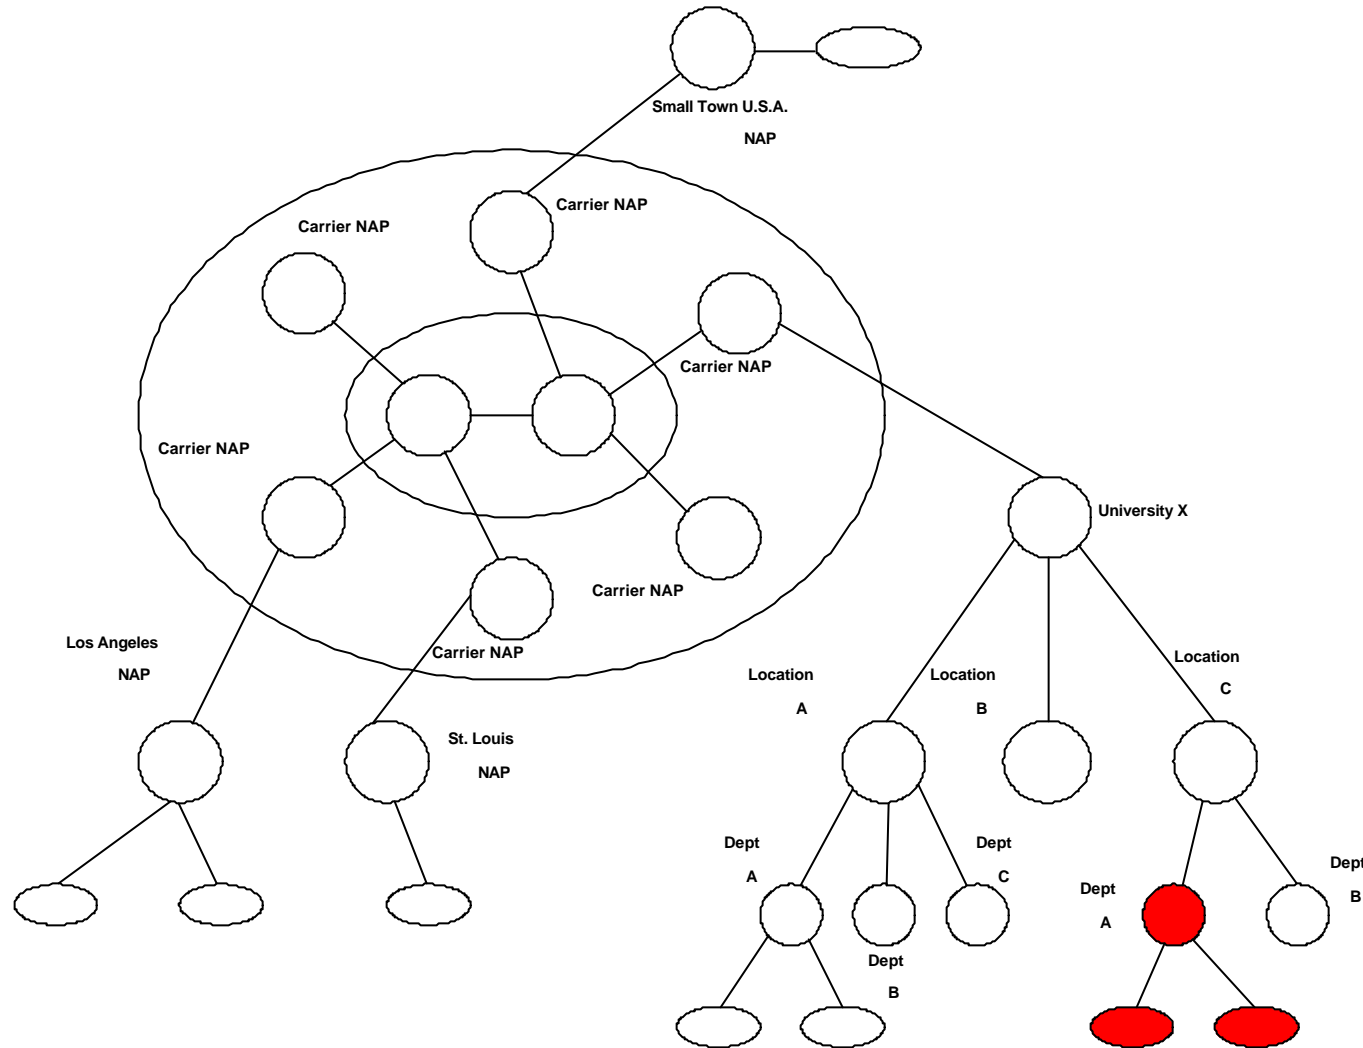 Small Town U.S.A.
NAP
Carrier NAP
Carrier NAP
Carrier NAP
Carrier NAP
Carrier NAP
Carrier NAP
University X
Los Angeles
NAP
St. Louis
NAP
Location
A
Location
B
Location
C
Dept
A
Dept
B
Dept
C
Dept
A
Dept
B